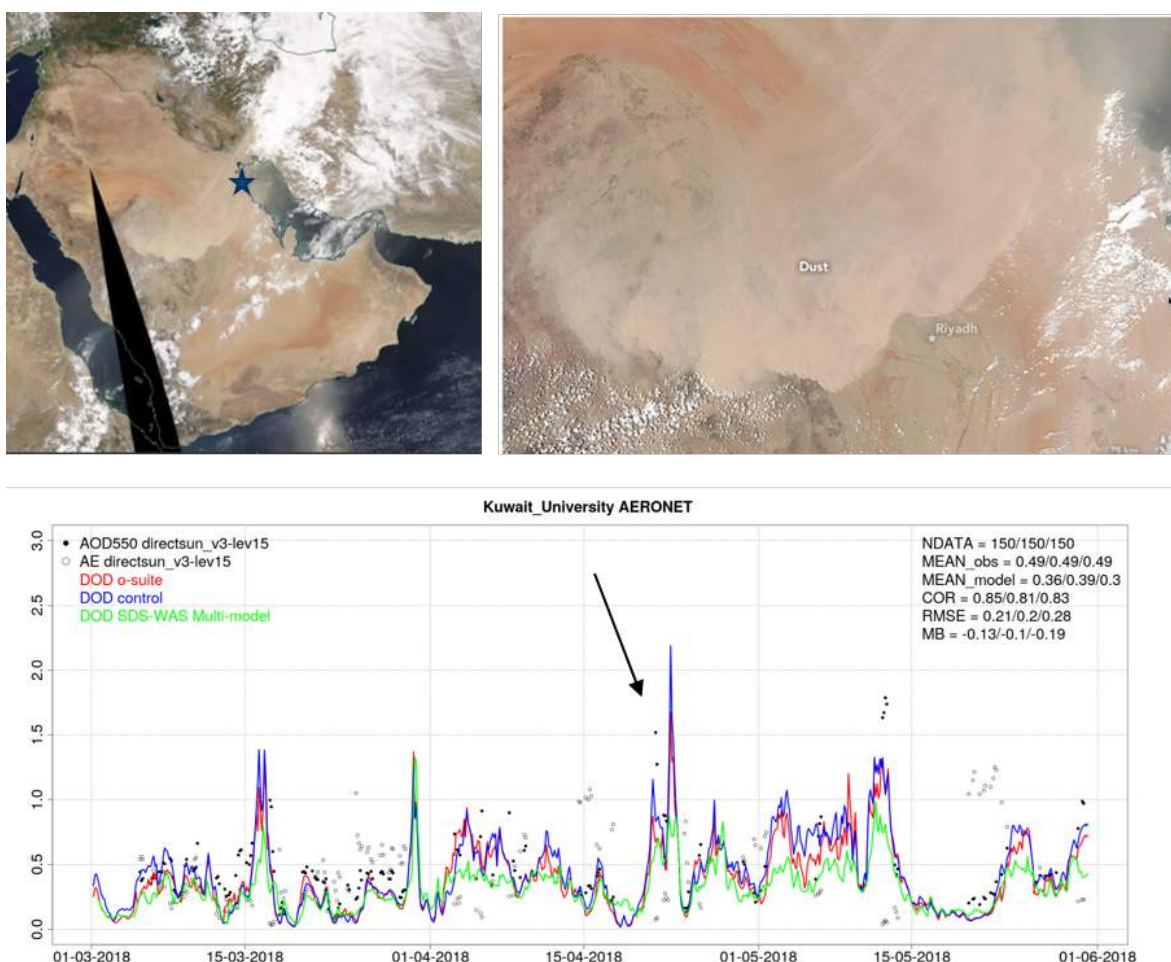 Dust
Riyadh
Kuwait_University AERONET
AOD550 directsun_v3-lev15
AE directsun_v3-lev15
DOD o-suite
DOD control
DOD SDS-WAS Multi-model
NDATA = 150/150/150
MEAN_obs = 0.49/0.49/0.49
MEAN_model = 0.36/0.39/0.3
COR = 0.85/0.81/0.83
RMSE = 0.21/0.2/0.28
MB = -0.13/-0.1/-0.19
3.0
2.5
2.0
1.5
1.0
0.5
0.0
01-03-2018 15-03-2018 01-04-2018 15-04-2018 01-05-2018 15-05-2018 01-06-2018